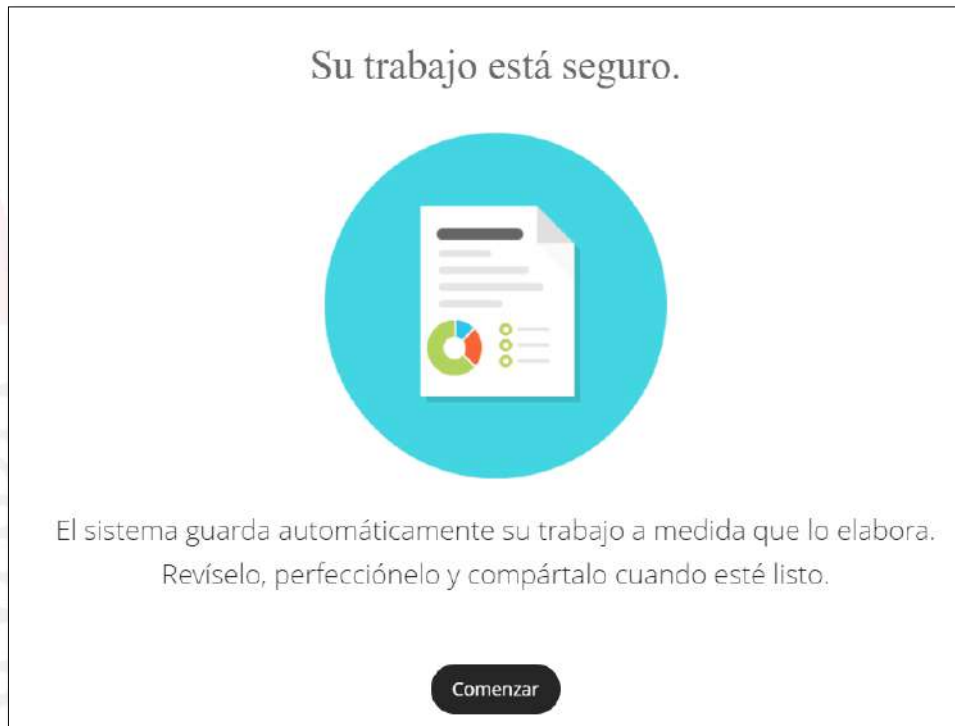 Su trabajo está seguro.
El sistema guarda automáticamente su trabajo a medida que lo elabora.
Revíselo, perfecciónelo y compártalo cuando esté listo.
Comenzar